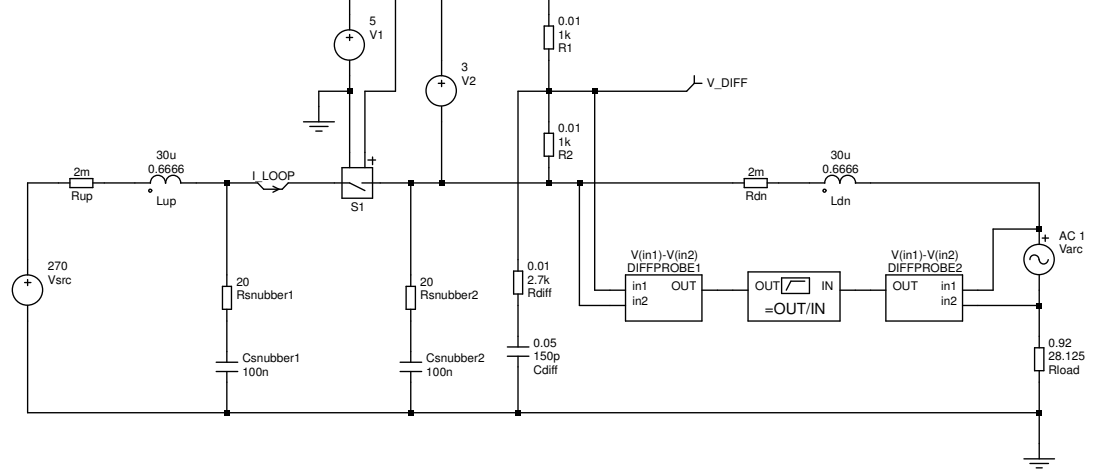 5
V1
3
V2
0.01
1k
R1
V_DIFF
0.01
1k
R2
+
S1
2m
Rup
30u
0.6666
Lup
I_LOOP
2m
Rdn
30u
0.6666
Ldn
270
Vsrc
20
Rsnubber1
20
Rsnubber2
0.01
2.7k
Rdiff
V(in1)-V(in2)
DIFFPROBE1
in1 OUT
in2
OUT IN
=OUT/IN
V(in1)-V(in2)
DIFFPROBE2
OUT in1
in2
AC 1
Varc
Csnubber1
100n
Csnubber2
100n
0.05
150p
Cdiff
0.92
28.125
Rload